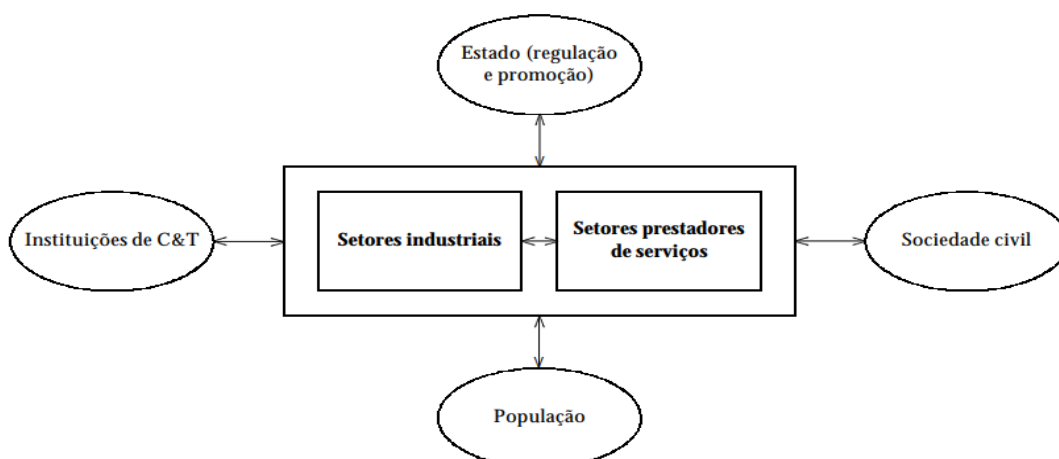 Estado (regulação
e promoção)
Instituições de C&T
Setores industriais
Setores prestadores
de serviços
Sociedade civil
População